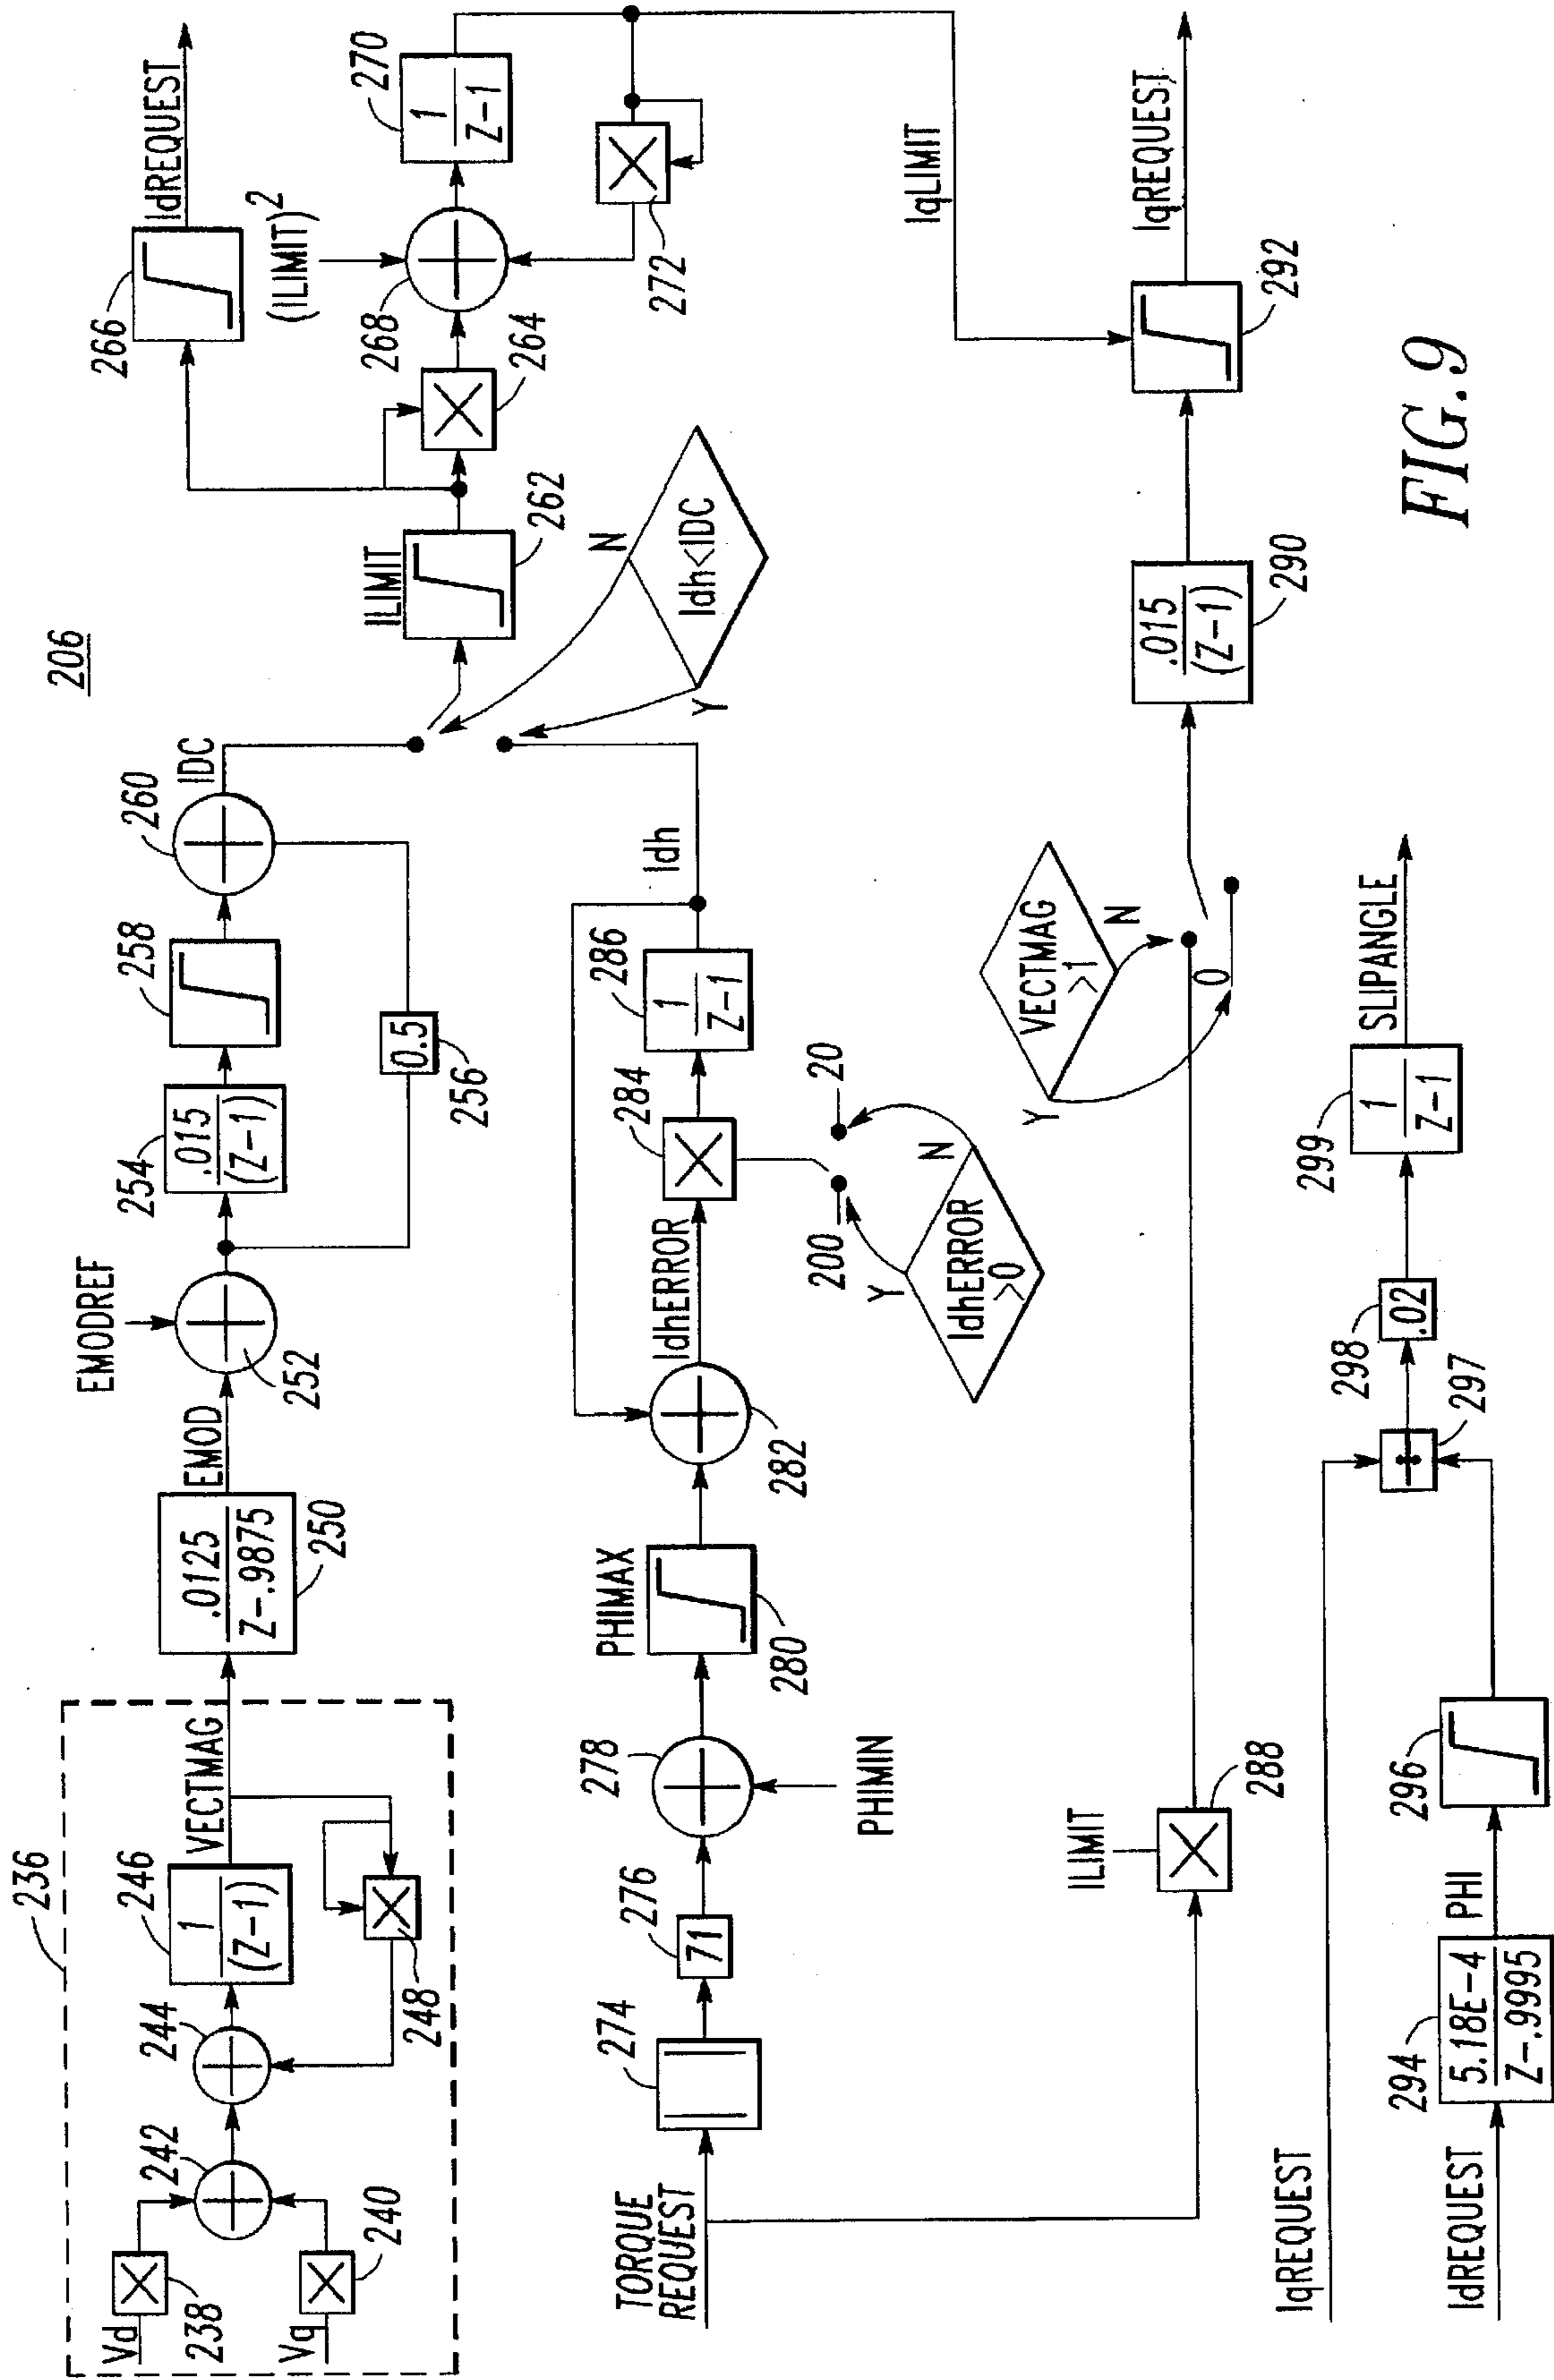 206
236
Vd
238
Vq
240
242
244
1
(Z-1)
246
248
VECTMAG
.0125
Z-.9875
250
EMOD
EMODREF
252
254
.015
(Z-1)
0.5
256
258
260
IDC
ILIMIT
262
N
Y
Idh<IDC
264
266
IdREQUEST
(ILIMIT)2
268
270
1
Z-1
272
IqLIMIT
TORQUE
REQUEST
274
71
276
278
PHIMIN
PHIMAX
280
282
IdhERROR
284
200
20
Y
N
IdhERROR
>0
1
Z-1
286
Idh
ILIMIT
288
VECTMAG
>1
Y
N
0
.015
(Z-1)
290
292
IqREQUEST
IqREQUEST
IdREQUEST
294
5.18E-4
Z-.9995
PHI
296
÷
297
298
.02
299
1
Z-1
SLIPANGLE
FIG. 9